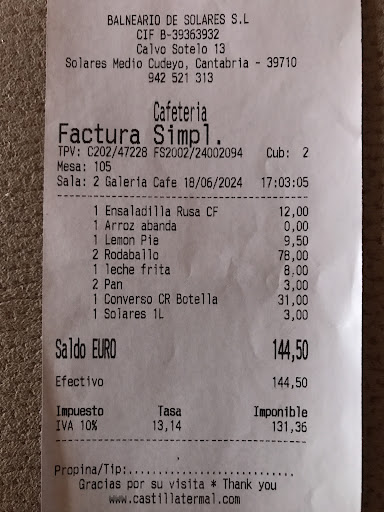 BALNEARIO DE SOLARES S.L
CIF B-39363932
Calvo Sotelo 13
Solares Medio Cudeyo, Cantabria - 39710
942 521 313
Cafeteria
Factura Simpl.
TPV: C202/47228 FS2002/24002094 Cub: 2
Mesa: 105
Sala: 2 Galeria Cafe 18/06/2024 17:03:05
1 Ensaladilla Rusa CF 12,00
1 Arroz abanda 0,00
1 Lemon Pie 9,50
2 Rodaballo 78,00
1 leche frita 8,00
2 Pan 3,00
1 Converso CR Botella 31,00
1 Solares 1L 3,00
Saldo EURO 144,50
Efectivo 144,50
Impuesto Tasa Imponible
IVA 10% 13,14 131,36
Propina/Tip:..........................
Gracias por su visita * Thank you
www.castillatermal.com